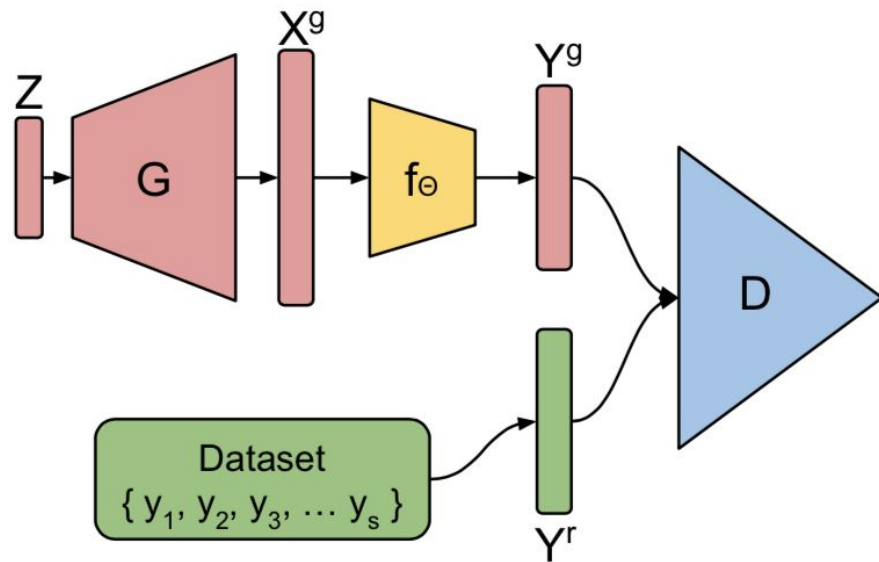 Z
G
X^g
f_Θ
Y^g
D
Dataset
{ y_1, y_2, y_3, … y_s }
Y^r